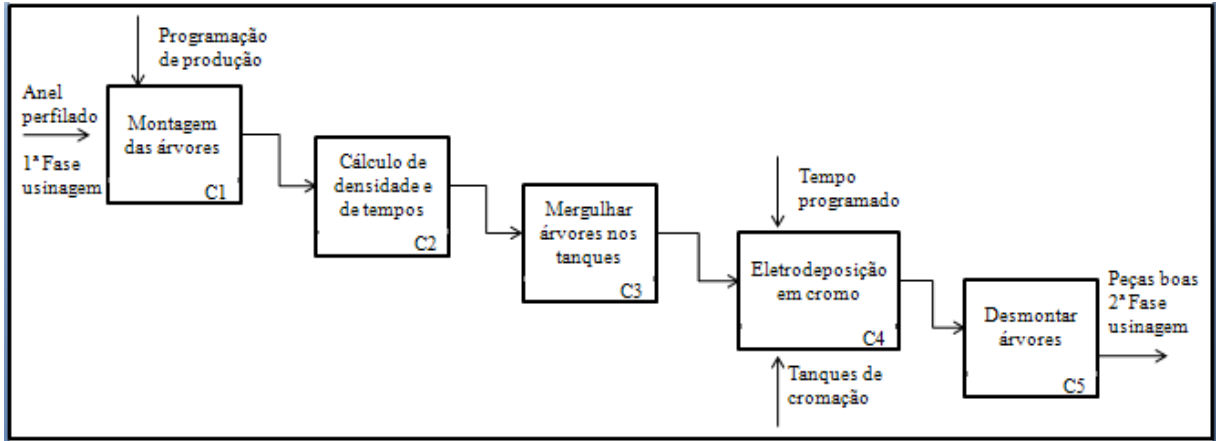 Programação
de produção
Anel
perfilado
1ª Fase
usinagem
Montagem
das árvores
C1
Cálculo de
densidade e
de tempos
C2
Mergulhar
árvores nos
tanques
C3
Tempo
programado
Eletrodeposição
em cromo
C4
Tanques de
cromação
Desmontar
árvores
C5
Peças boas
2ª Fase
usinagem